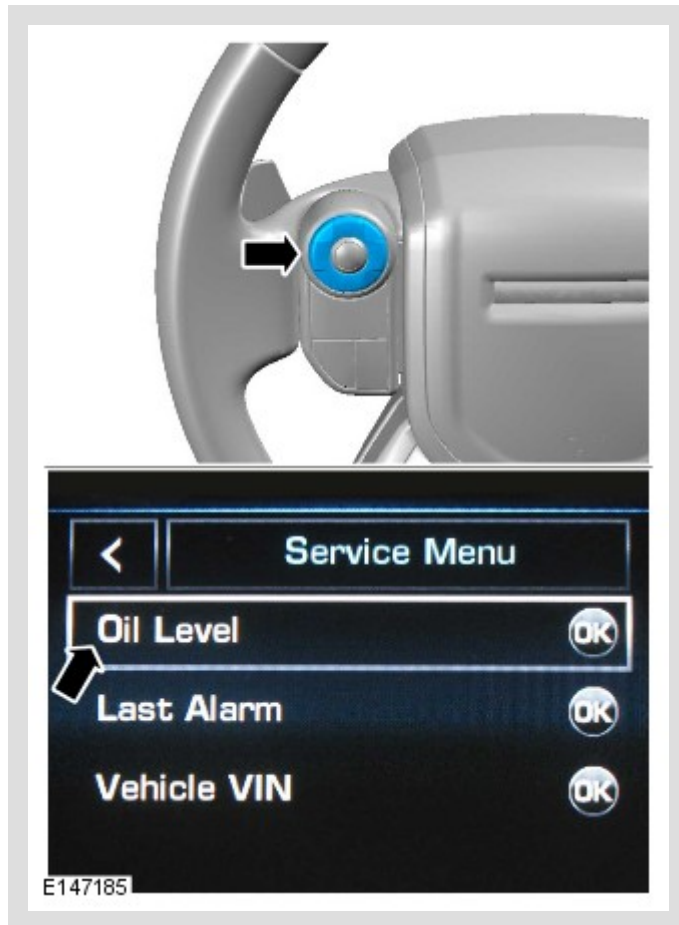 <
Service Menu
Oil Level OK
Last Alarm OK
Vehicle VIN OK
E147185